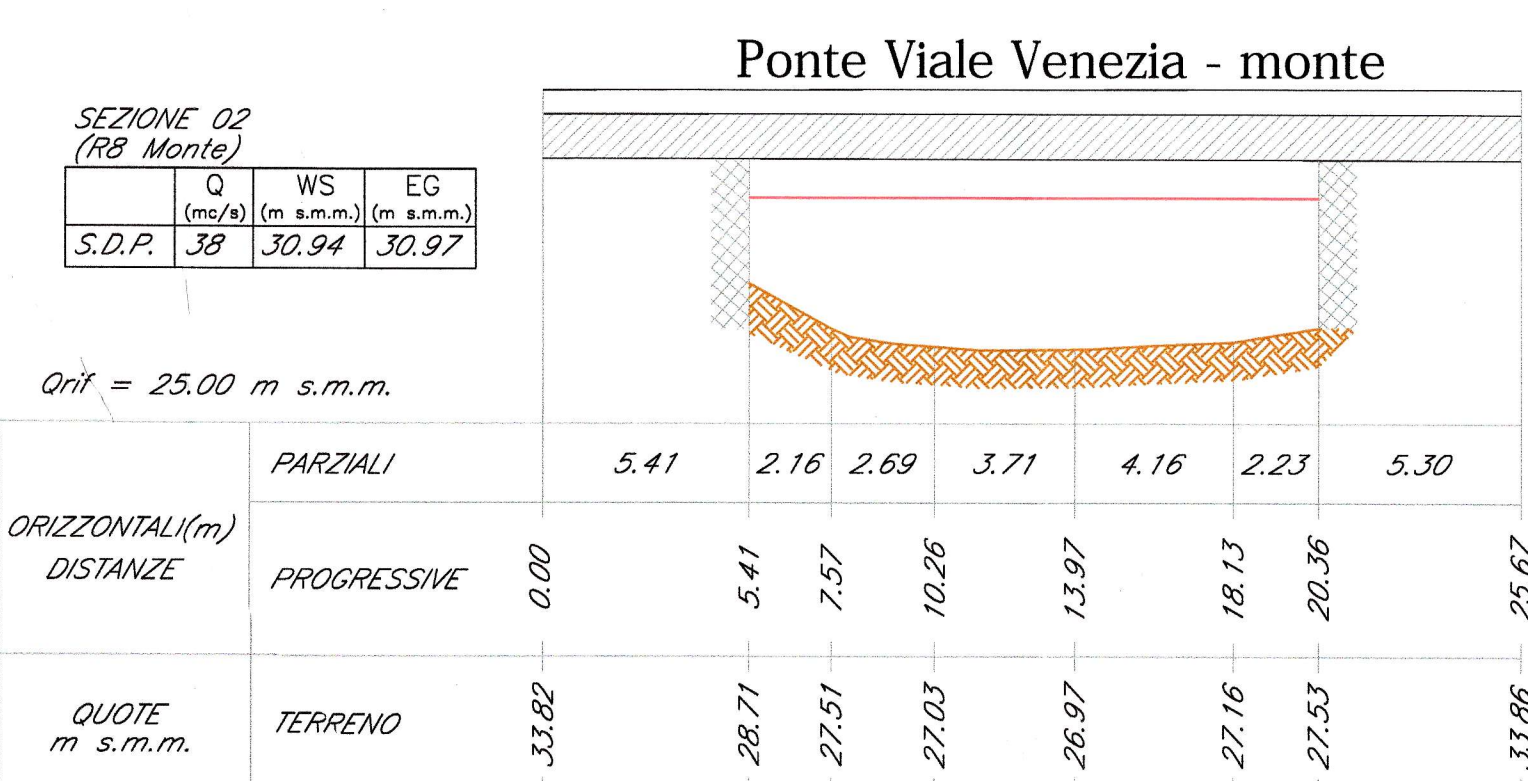 Ponte Viale Venezia - monte
SEZIONE 02
(R8 Monte)
Q WS EG
(mc/s) (m s.m.m.) (m s.m.m.)
S.D.P. 38 30.94 30.97
Qrif = 25.00 m s.m.m.
PARZIALI 5.41 2.16 2.69 3.71 4.16 2.23 5.30
ORIZZONTALI(m)
DISTANZE
PROGRESSIVE 0.00 5.41 7.57 10.26 13.97 18.13 20.36 25.67
QUOTE
m s.m.m.
TERRENO 33.82 28.71 27.51 27.03 26.97 27.16 27.53 33.86